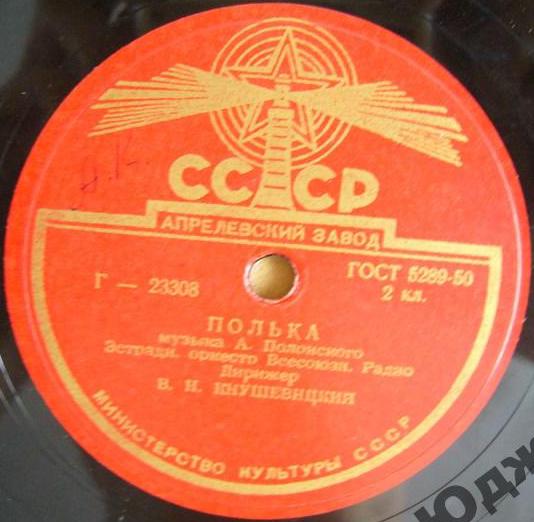 Н.К.
СССР
АПРЕЛЕВСКИЙ ЗАВОД
Г — 23308
ГОСТ 5289-50
2 кл.
ПОЛЬКА
музыка А. Полонского
Эстрадн. оркестр Всесоюзн. Радио
Дирижер
В. Н. КНУШЕВИЦКИЙ
МИНИСТЕРСТВО КУЛЬТУРЫ СССР
ЮДЖ